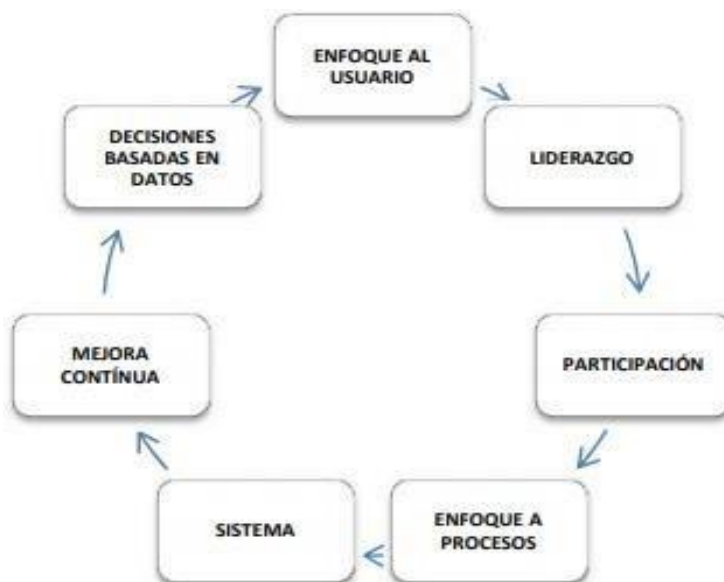 ENFOQUE AL
USUARIO
LIDERAZGO
PARTICIPACIÓN
ENFOQUE A
PROCESOS
SISTEMA
MEJORA
CONTÍNUA
DECISIONES
BASADAS EN
DATOS